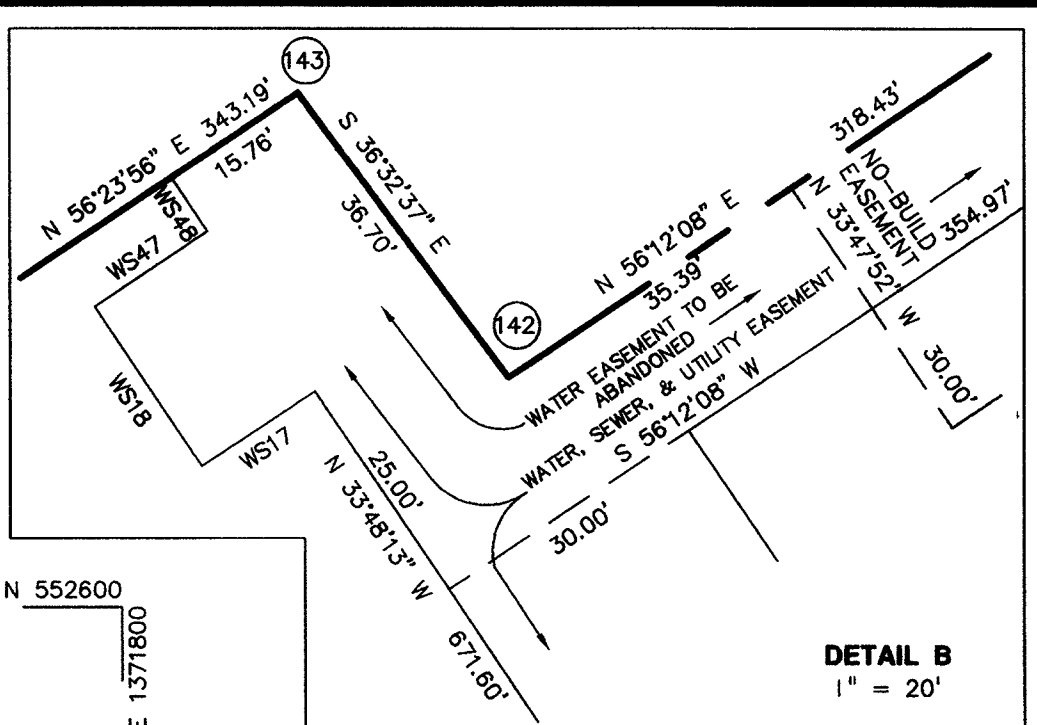 143
N 56°23'56" E 343.19'
15.76'
WS48
WS47
S 36°32'37" E
36.70'
142
N 56°12'08" E
35.39'
318.43'
NO-BUILD
EASEMENT
N 33°47'52" W
30.00'
354.97'
WATER EASEMENT TO BE
ABANDONED
WATER, SEWER, & UTILITY EASEMENT
S 56°12'08" W
30.00'
WS18
WS17
25.00'
N 33°48'13" W
671.60'
N 552600
E 1371800
DETAIL B
1" = 20'